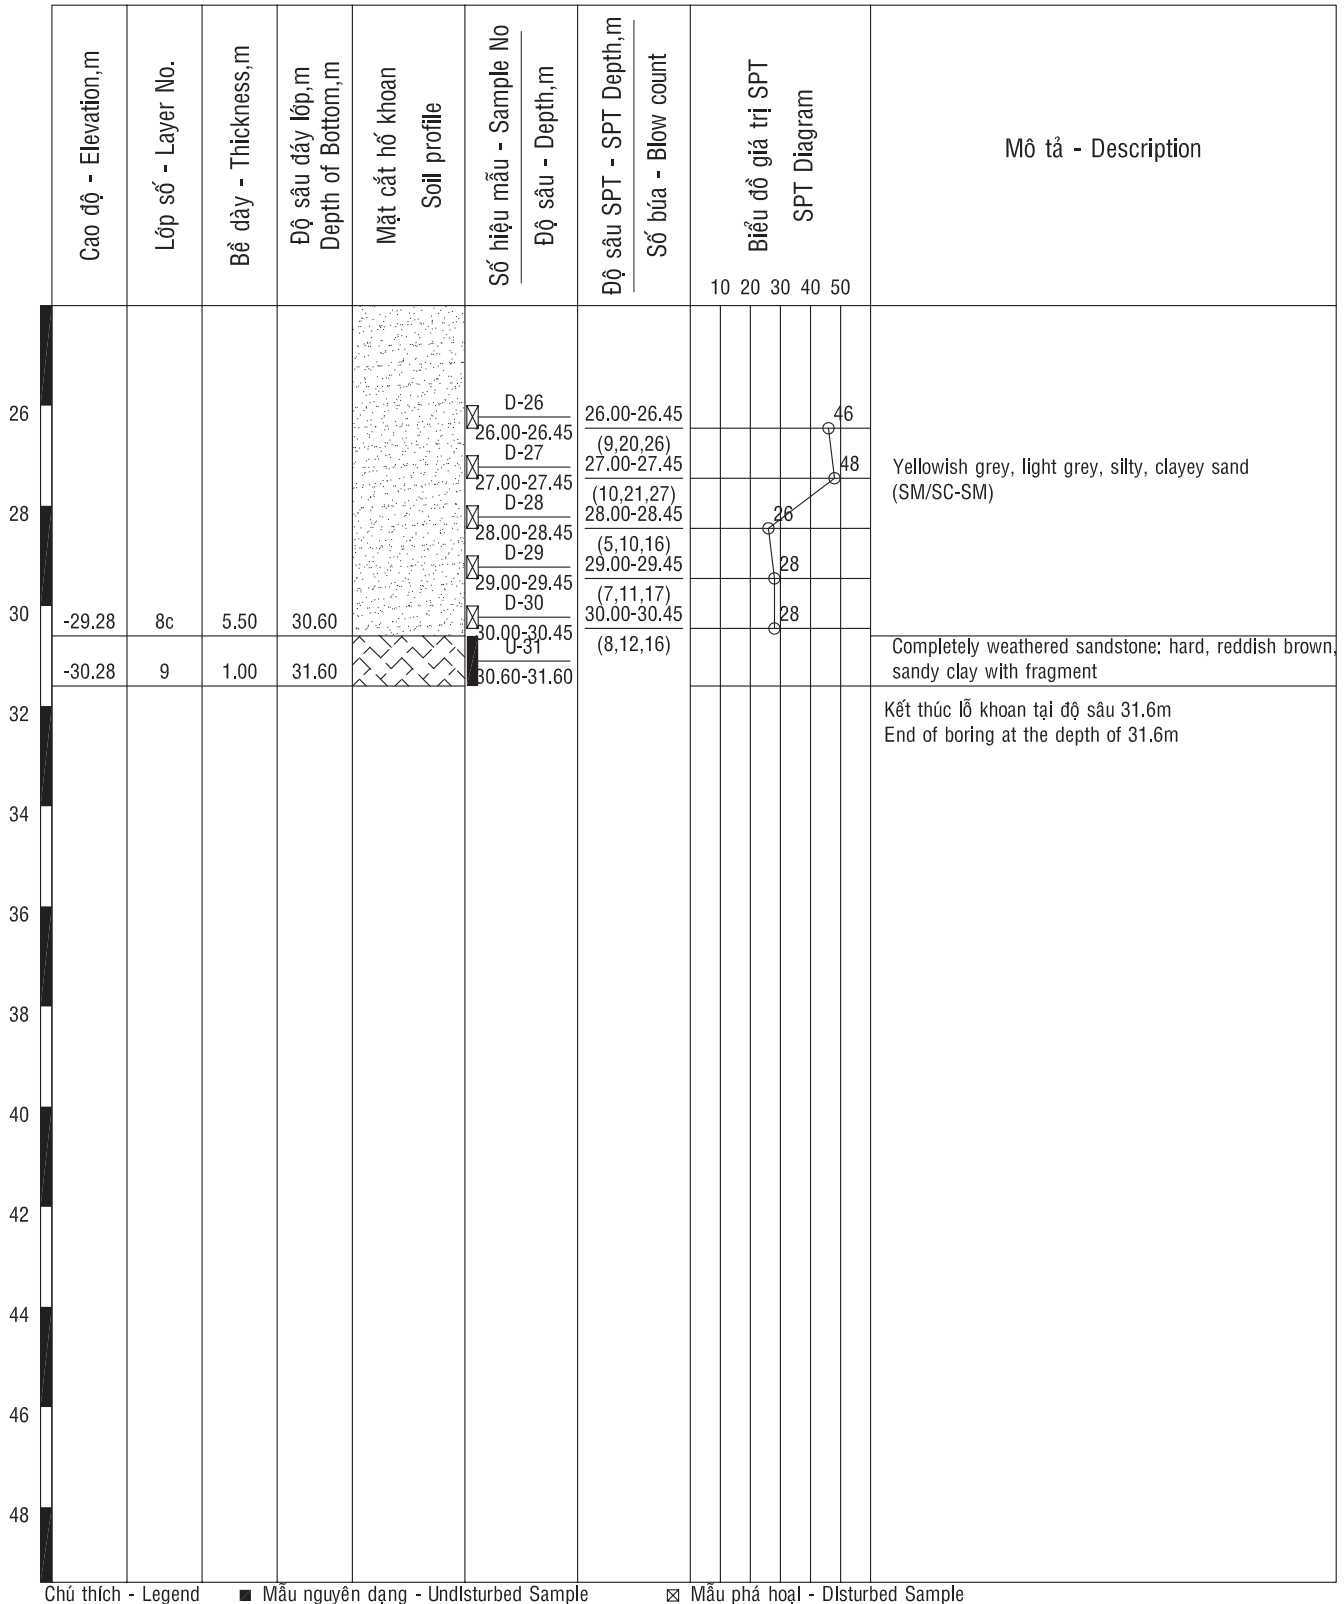 Cao độ - Elevation,m
Lớp số - Layer No.
Bề dày - Thickness,m
Độ sâu đáy lớp,m
Depth of Bottom,m
Mặt cắt hố khoan
Soil profile
Số hiệu mẫu - Sample No
Độ sâu - Depth,m
Độ sâu SPT - SPT Depth,m
Số búa - Blow count
Biểu đồ giá trị SPT
SPT Diagram
10 20 30 40 50
Mô tả - Description
26
D-26
26.00-26.45
26.00-26.45
(9,20,26)
46
D-27
27.00-27.45
27.00-27.45
(10,21,27)
48
Yellowish grey, light grey, silty, clayey sand
(SM/SC-SM)
28
D-28
28.00-28.45
28.00-28.45
(5,10,16)
26
D-29
29.00-29.45
29.00-29.45
(7,11,17)
28
30
D-30
30.00-30.45
30.00-30.45
(8,12,16)
28
-29.28 8c 5.50 30.60
U-31
30.60-31.60
-30.28 9 1.00 31.60
Completely weathered sandstone: hard, reddish brown,
sandy clay with fragment
32
Kết thúc lỗ khoan tại độ sâu 31.6m
End of boring at the depth of 31.6m
34
36
38
40
42
44
46
48
Chú thích - Legend Mẫu nguyên dạng - Undisturbed Sample Mẫu phá hoại - Disturbed Sample